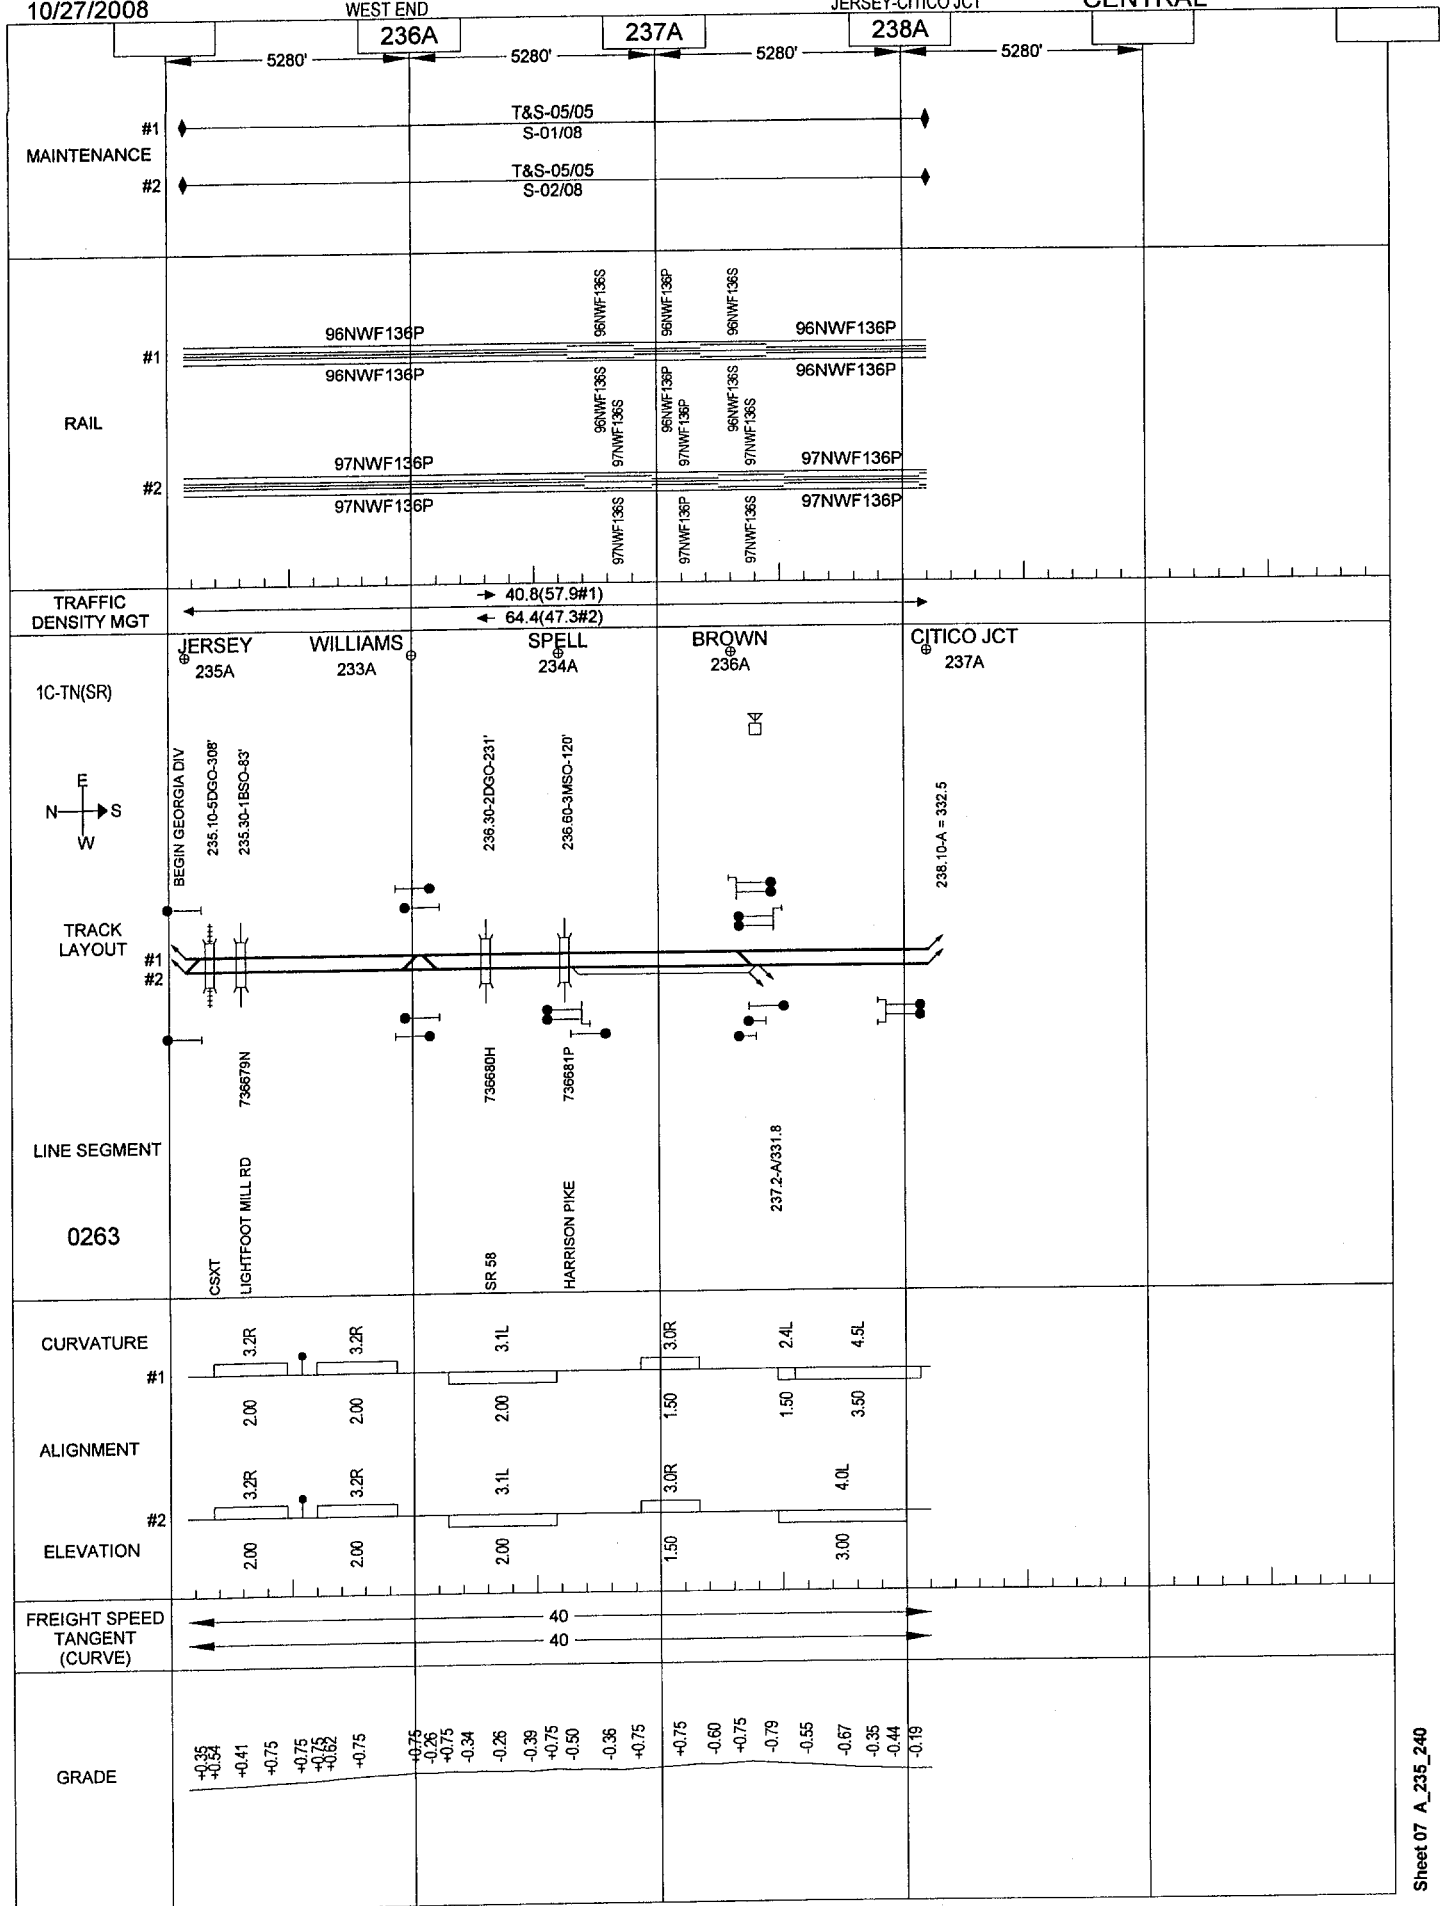 10/27/2008
WEST END
JERSEY-CITICO JCT
CENTRAL
236A
237A
238A
5280'
5280'
5280'
5280'
MAINTENANCE
#1
T&S-05/05
S-01/08
#2
T&S-05/05
S-02/08
RAIL
#1
96NWF136P
96NWF136P
96NWF136S
96NWF136P
96NWF136S
96NWF136P
96NWF136P
96NWF136S
96NWF136P
96NWF136S
#2
97NWF136P
97NWF136P
97NWF136S
97NWF136P
97NWF136S
97NWF136P
97NWF136P
97NWF136S
97NWF136P
97NWF136S
TRAFFIC
DENSITY MGT
40.8(57.9#1)
64.4(47.3#2)
JERSEY
235A
WILLIAMS
233A
SPELL
234A
BROWN
236A
CITICO JCT
237A
1C-TN(SR)
E
N
S
W
BEGIN GEORGIA DIV
235.10-5DGO-308'
235.30-1BSO-83'
236.30-2DGO-231'
236.60-3MSO-120'
238.10-A = 332.5
TRACK
LAYOUT
#1
#2
736679N
736680H
736681P
LINE SEGMENT
0263
CSXT
LIGHTFOOT MILL RD
SR 58
HARRISON PIKE
237.2-A/331.8
CURVATURE
#1
3.2R
3.2R
3.1L
3.0R
2.4L
4.5L
2.00
2.00
2.00
1.50
1.50
3.50
ALIGNMENT
#2
3.2R
3.2R
3.1L
3.0R
4.0L
ELEVATION
2.00
2.00
2.00
1.50
3.00
FREIGHT SPEED
TANGENT
(CURVE)
40
40
GRADE
+0.35
+0.54
+0.41
+0.75
+0.75
+0.75
+0.62
+0.75
+0.75
-0.26
+0.75
-0.34
-0.26
-0.39
+0.75
-0.50
-0.36
+0.75
+0.75
-0.60
+0.75
-0.79
-0.55
-0.67
-0.35
-0.44
-0.19
Sheet 07 A_235_240